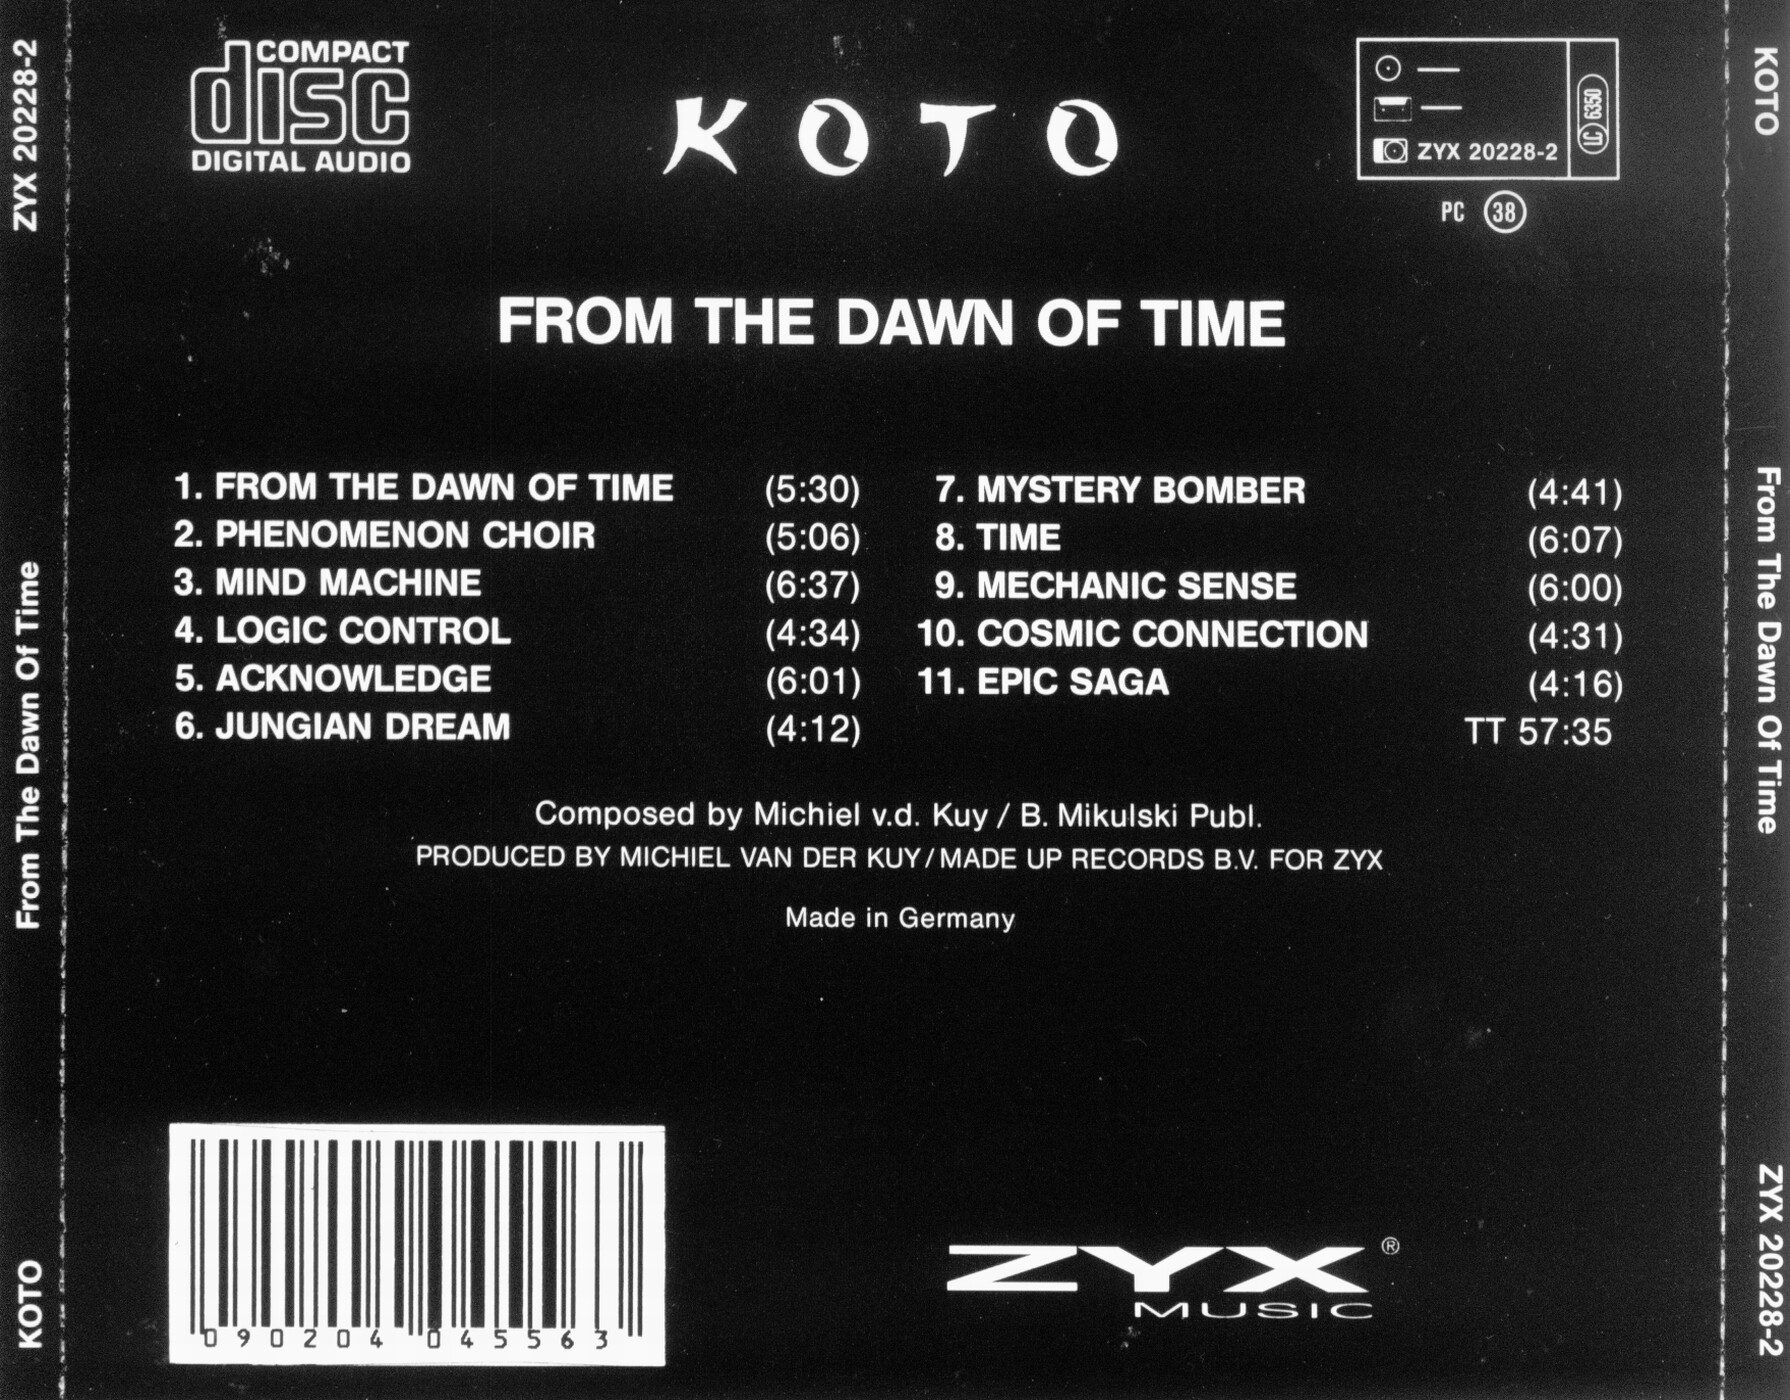 COMPACT
disc
DIGITAL AUDIO
KOTO
ZYX 20228-2
LC 6350
PC 38
FROM THE DAWN OF TIME
1. FROM THE DAWN OF TIME (5:30)
2. PHENOMENON CHOIR (5:06)
3. MIND MACHINE (6:37)
4. LOGIC CONTROL (4:34)
5. ACKNOWLEDGE (6:01)
6. JUNGIAN DREAM (4:12)
7. MYSTERY BOMBER (4:41)
8. TIME (6:07)
9. MECHANIC SENSE (6:00)
10. COSMIC CONNECTION (4:31)
11. EPIC SAGA (4:16)
TT 57:35
Composed by Michiel v.d. Kuy / B. Mikulski Publ.
PRODUCED BY MICHIEL VAN DER KUY/MADE UP RECORDS B.V. FOR ZYX
Made in Germany
090204 045563
ZYX ®
MUSIC
KOTO From The Dawn Of Time ZYX 20228-2
KOTO From The Dawn Of Time ZYX 20228-2